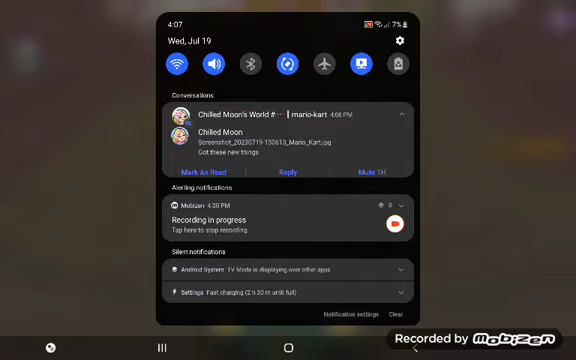 4:07
7%
Wed, Jul 19
Conversations
Chilled Moon's World # | mario-kart 4:06 PM
Chilled Moon
Screenshot_20230719-130613_Mario_Kart.jpg
Got these new things
Mark As Read Reply Mute 1H
Alerting notifications
Mobizen 4:00 PM
Recording in progress
Tap here to stop recording.
Silent notifications
Android System TV Mode is displaying over other apps
Settings Fast charging (2 h 30 m until full)
Notification settings Clear
Recorded by mobizen